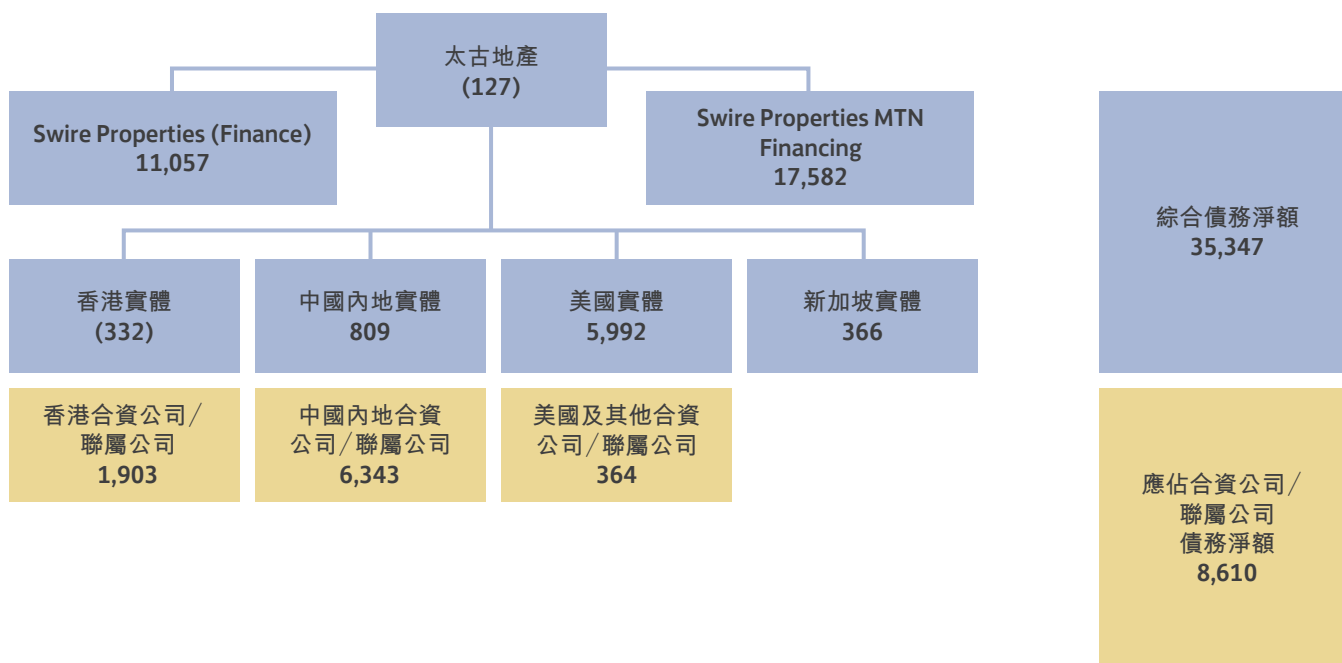 太古地產
(127)
Swire Properties (Finance)
11,057
Swire Properties MTN
Financing
17,582
綜合債務淨額
35,347
香港實體
(332)
中國內地實體
809
美國實體
5,992
新加坡實體
366
香港合資公司/
聯屬公司
1,903
中國內地合資
公司/聯屬公司
6,343
美國及其他合資
公司/聯屬公司
364
應佔合資公司/
聯屬公司
債務淨額
8,610